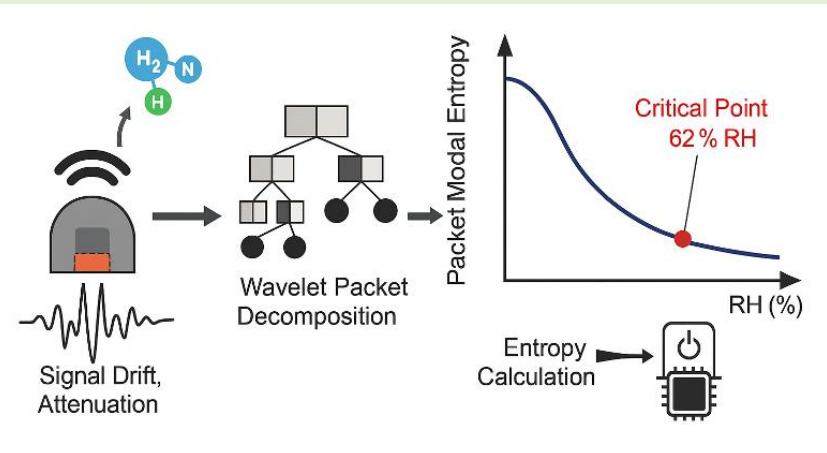 H₂
N
H
Signal Drift,
Attenuation
Wavelet Packet
Decomposition
Packet Modal Entropy
Critical Point
62% RH
RH (%)
Entropy
Calculation